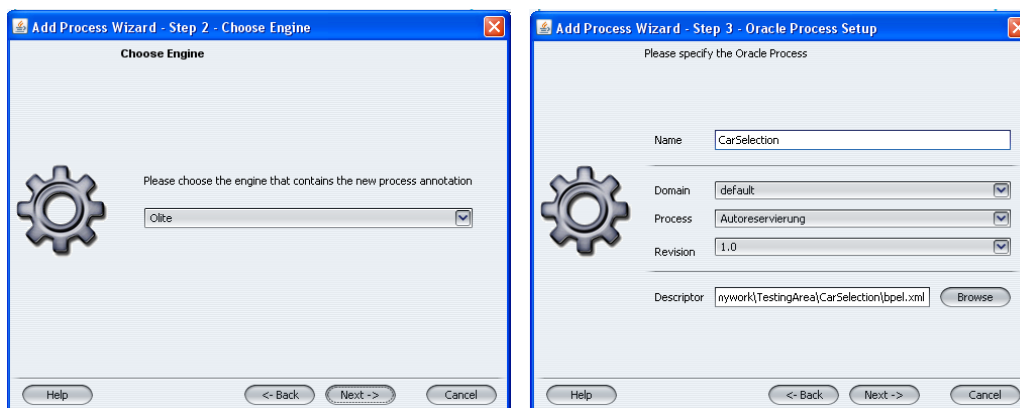 Add Process Wizard - Step 2 - Choose Engine
Choose Engine
Please choose the engine that contains the new process annotation
Olite
Help
<- Back
Next ->
Cancel
Add Process Wizard - Step 3 - Oracle Process Setup
Please specify the Oracle Process
Name CarSelection
Domain default
Process Autoreservierung
Revision 1.0
Descriptor nywork\TestingArea\CarSelection\bpel.xml Browse
Help
<- Back
Next ->
Cancel